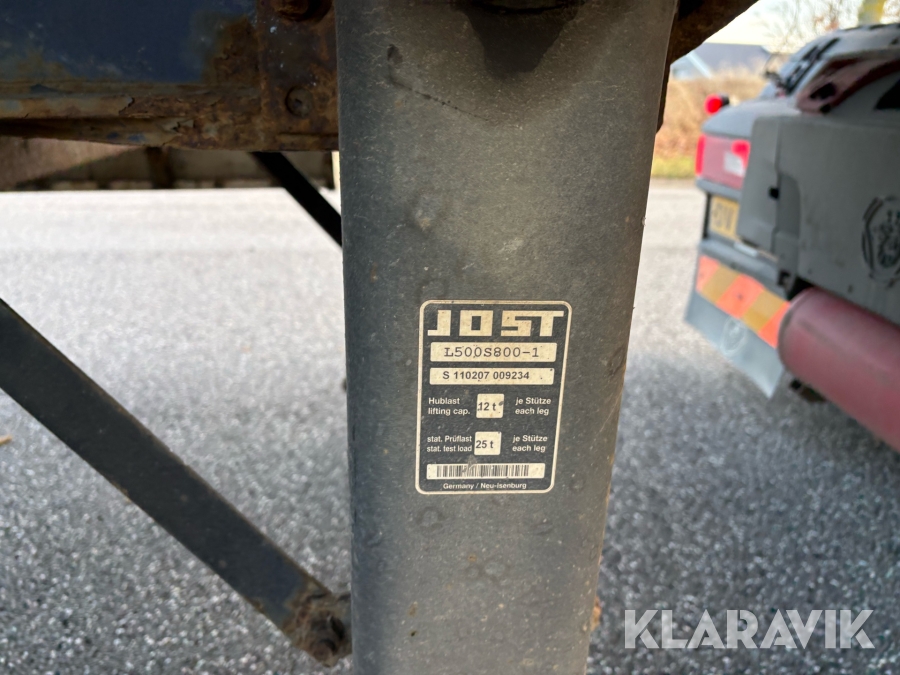 JOST
L500S800-1
S 110207 009234
Hublast
lifting cap.
12 t
je Stütze
each leg
stat. Prüflast
stat. test load
25 t
je Stütze
each leg
Germany / Neu-isenburg
KLARAVIK